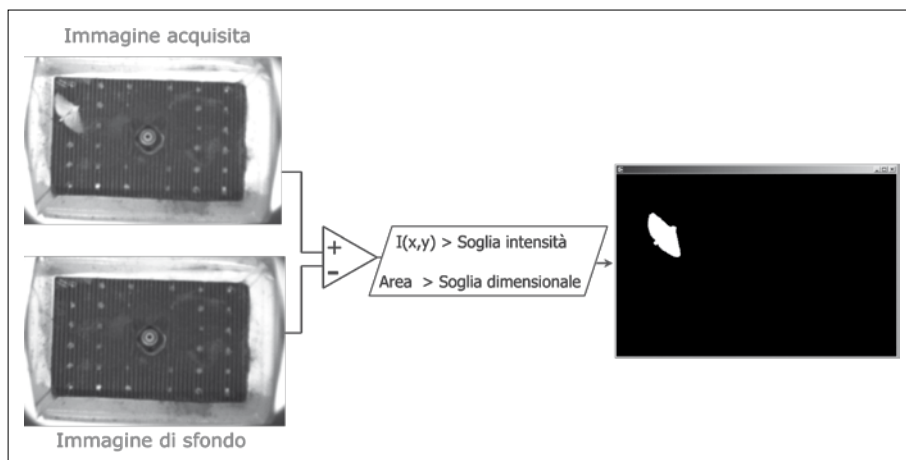 Immagine acquisita
+
I(x,y) > Soglia intensità
−
Area > Soglia dimensionale
Immagine di sfondo